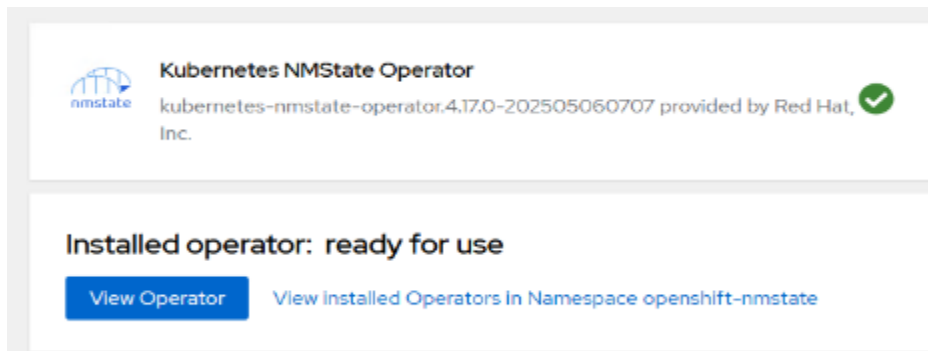 Kubernetes NMState Operator
nmstate
kubernetes-nmstate-operator.4.17.0-202505060707 provided by Red Hat,
Inc.
Installed operator: ready for use
View Operator
View installed Operators in Namespace openshift-nmstate